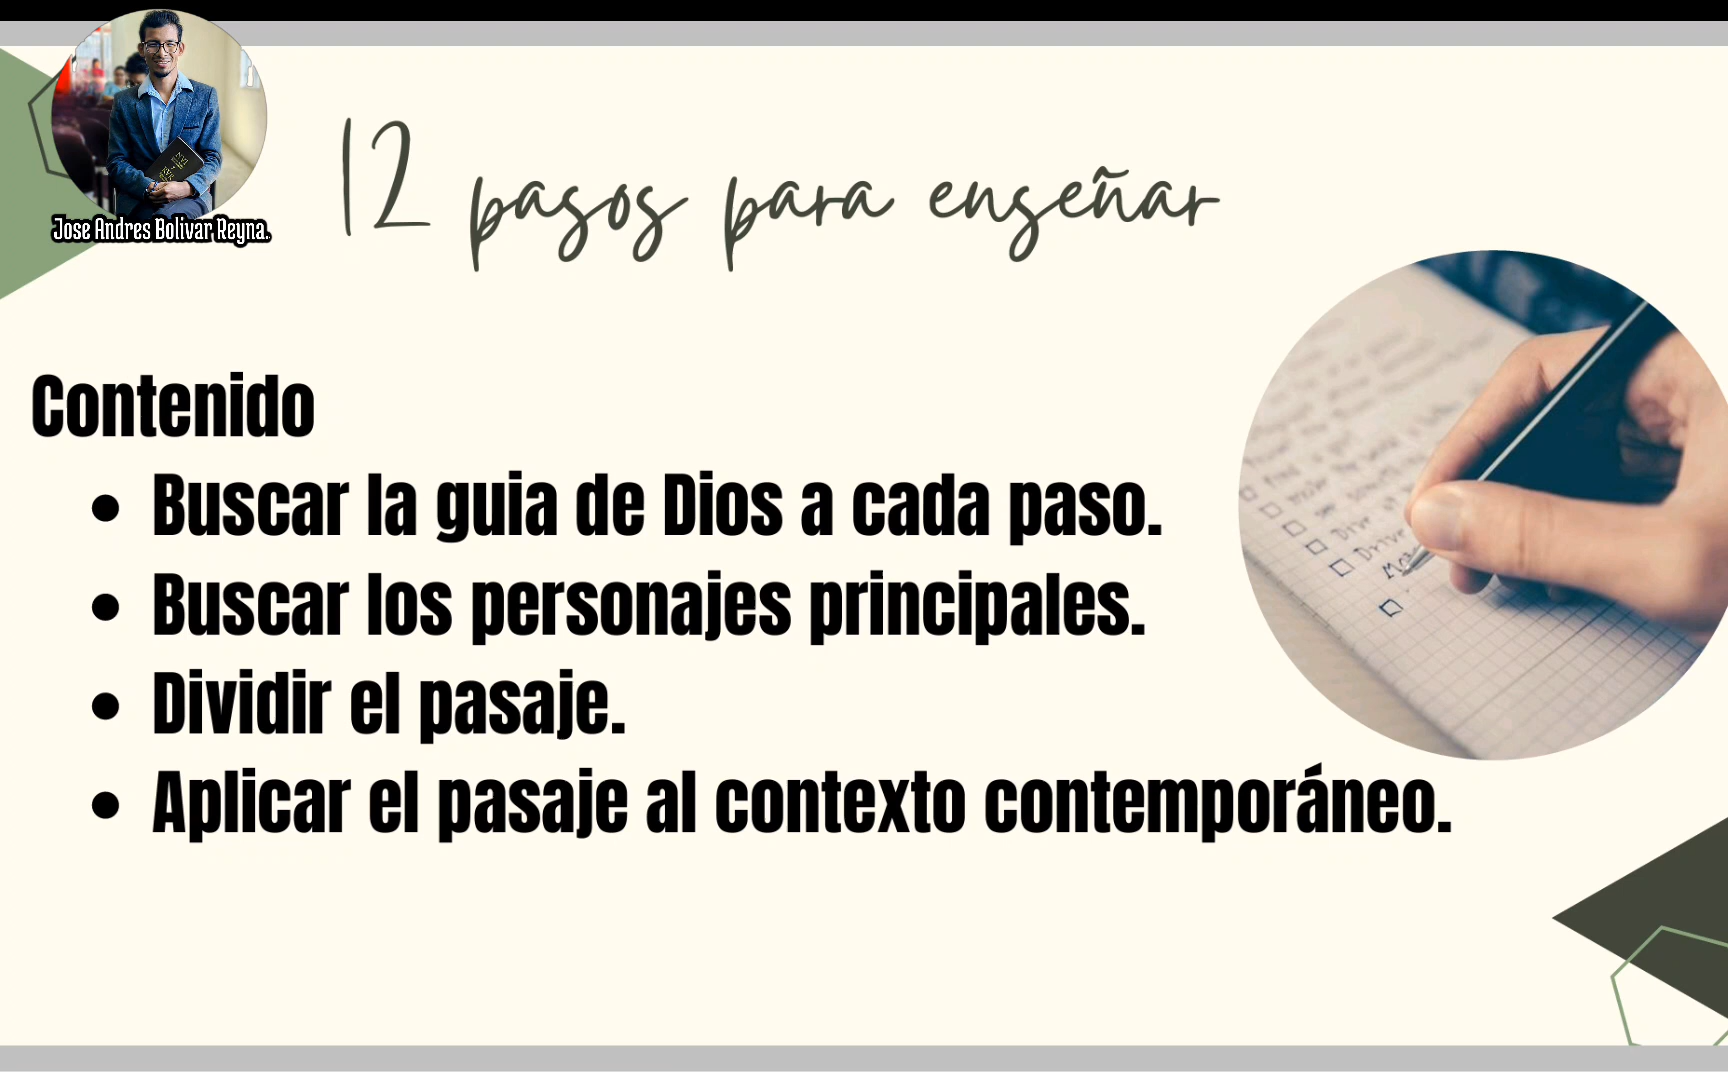 Jose Andres Bolivar Reyna.
12 pasos para enseñar
Contenido
• Buscar la guia de Dios a cada paso.
• Buscar los personajes principales.
• Dividir el pasaje.
• Aplicar el pasaje al contexto contemporáneo.